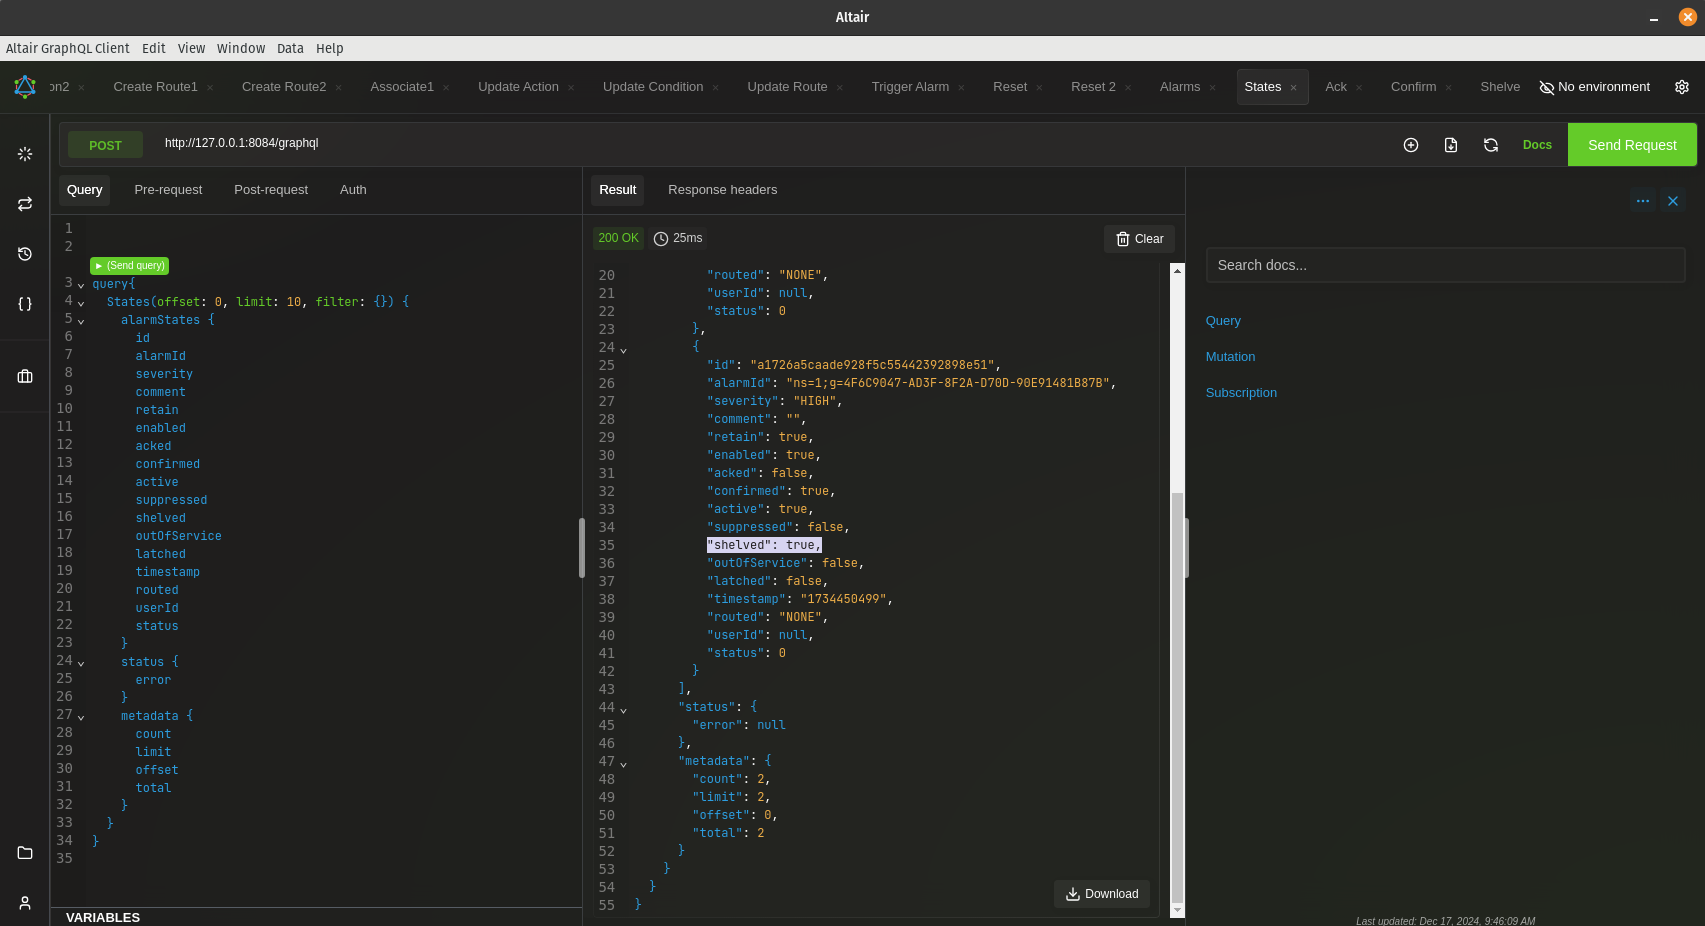 Altair
Altair GraphQL Client Edit View Window Data Help
on2 × Create Route1 × Create Route2 × Associate1 × Update Action × Update Condition × Update Route × Trigger Alarm × Reset × Reset 2 × Alarms × States × Ack × Confirm × Shelve No environment
POST http://127.0.0.1:8084/graphql Docs Send Request
Query Pre-request Post-request Auth
1
2
▶ (Send query)
3 query{
4 States(offset: 0, limit: 10, filter: {}) {
5 alarmStates {
6 id
7 alarmId
8 severity
9 comment
10 retain
11 enabled
12 acked
13 confirmed
14 active
15 suppressed
16 shelved
17 outOfService
18 latched
19 timestamp
20 routed
21 userId
22 status
23 }
24 status {
25 error
26 }
27 metadata {
28 count
29 limit
30 offset
31 total
32 }
33 }
34 }
35
VARIABLES
Result Response headers
200 OK 25ms Clear
20 "routed": "NONE",
21 "userId": null,
22 "status": 0
23 },
24 {
25 "id": "a1726a5caade928f5c55442392898e51",
26 "alarmId": "ns=1;g=4F6C9047-AD3F-8F2A-D70D-90E91481B87B",
27 "severity": "HIGH",
28 "comment": "",
29 "retain": true,
30 "enabled": true,
31 "acked": false,
32 "confirmed": true,
33 "active": true,
34 "suppressed": false,
35 "shelved": true,
36 "outOfService": false,
37 "latched": false,
38 "timestamp": "1734450499",
39 "routed": "NONE",
40 "userId": null,
41 "status": 0
42 }
43 ],
44 "status": {
45 "error": null
46 },
47 "metadata": {
48 "count": 2,
49 "limit": 2,
50 "offset": 0,
51 "total": 2
52 }
53 }
54 }
55 }
Download
Search docs...
Query
Mutation
Subscription
Last updated: Dec 17, 2024, 9:46:09 AM